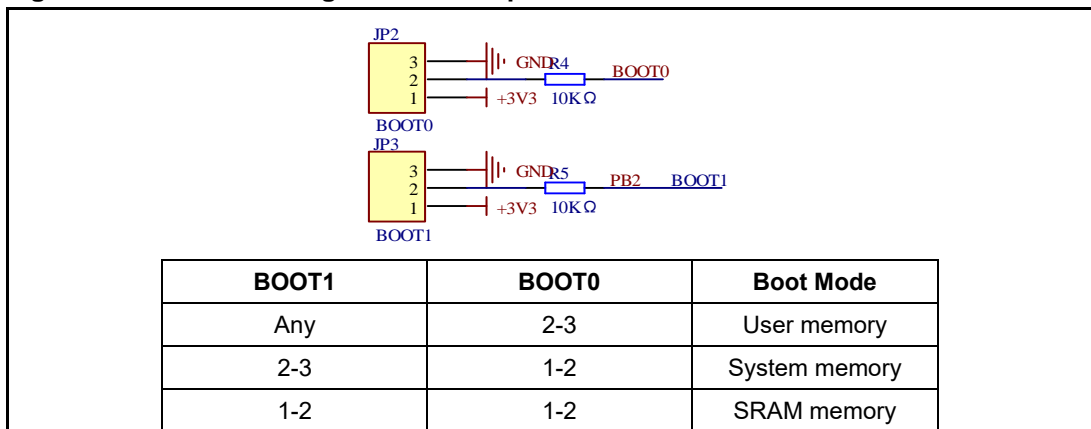 JP2
3 GND R4 BOOT0
2
1 +3V3 10KΩ
BOOT0
JP3
3 GND R5 PB2 BOOT1
2
1 +3V3 10KΩ
BOOT1
BOOT1 BOOT0 Boot Mode
Any 2-3 User memory
2-3 1-2 System memory
1-2 1-2 SRAM memory